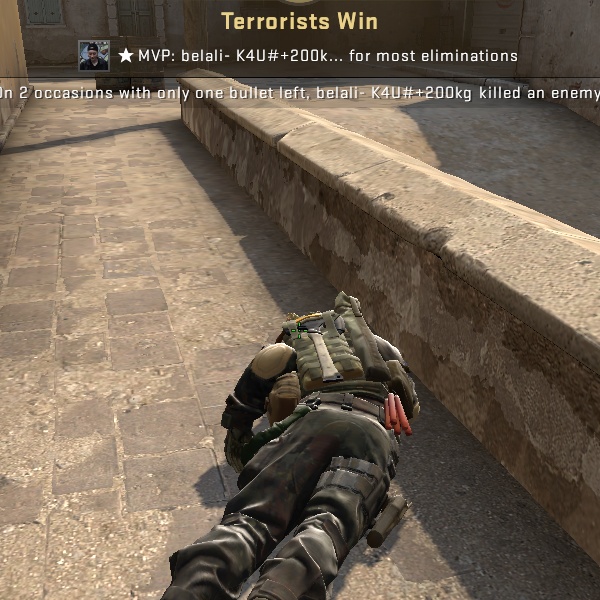 Terrorists Win
★ MVP: belali- K4U#+200k... for most eliminations
On 2 occasions with only one bullet left, belali- K4U#+200kg killed an enemy